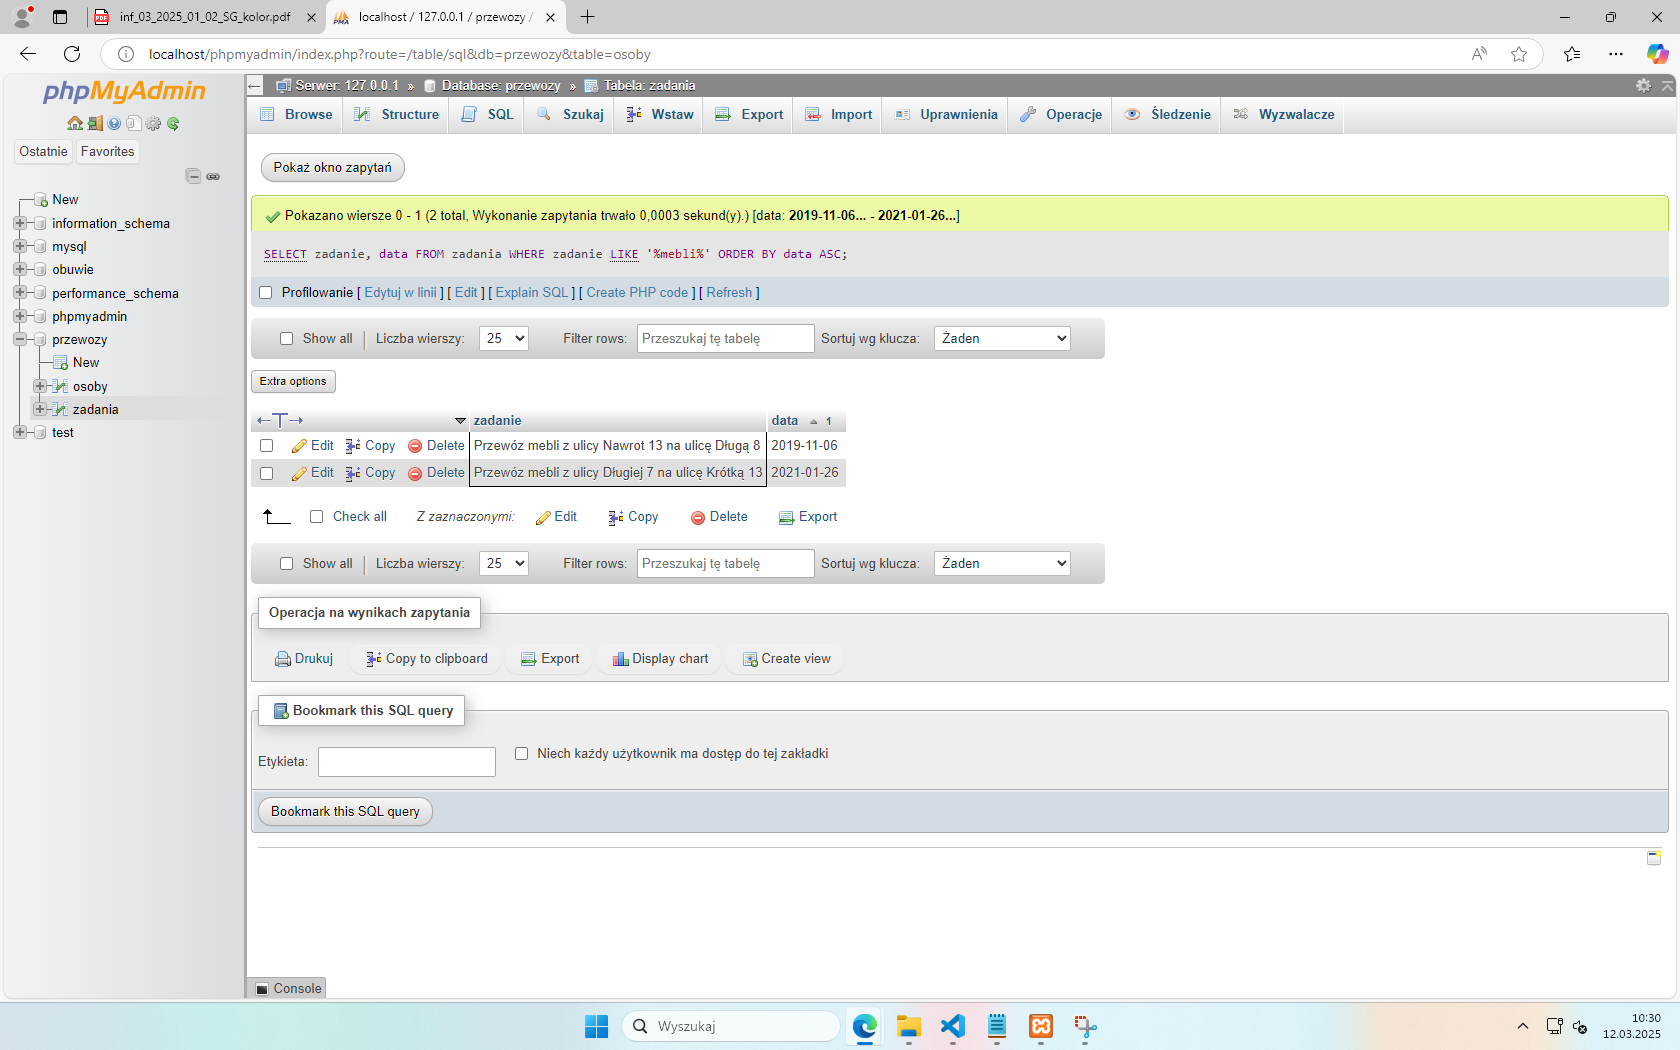 inf_03_2025_01_02_SG_kolor.pdf
localhost / 127.0.0.1 / przewozy /
localhost/phpmyadmin/index.php?route=/table/sql&db=przewozy&table=osoby
phpMyAdmin
Ostatnie Favorites
New
information_schema
mysql
obuwie
performance_schema
phpmyadmin
przewozy
New
osoby
zadania
test
Serwer: 127.0.0.1 » Database: przewozy » Tabela: zadania
Browse Structure SQL Szukaj Wstaw Export Import Uprawnienia Operacje Śledzenie Wyzwalacze
Pokaż okno zapytań
Pokazano wiersze 0 - 1 (2 total, Wykonanie zapytania trwało 0,0003 sekund(y).) [data: 2019-11-06... - 2021-01-26...]
SELECT zadanie, data FROM zadania WHERE zadanie LIKE '%mebli%' ORDER BY data ASC;
Profilowanie [ Edytuj w linii ] [ Edit ] [ Explain SQL ] [ Create PHP code ] [ Refresh ]
Show all Liczba wierszy: 25 Filter rows: Przeszukaj tę tabelę Sortuj wg klucza: Żaden
Extra options
zadanie data 1
Edit Copy Delete Przewóz mebli z ulicy Nawrot 13 na ulicę Długą 8 2019-11-06
Edit Copy Delete Przewóz mebli z ulicy Długiej 7 na ulicę Krótką 13 2021-01-26
Check all Z zaznaczonymi: Edit Copy Delete Export
Show all Liczba wierszy: 25 Filter rows: Przeszukaj tę tabelę Sortuj wg klucza: Żaden
Operacja na wynikach zapytania
Drukuj Copy to clipboard Export Display chart Create view
Bookmark this SQL query
Etykieta: Niech każdy użytkownik ma dostęp do tej zakładki
Bookmark this SQL query
Console
Wyszukaj
10:30
12.03.2025